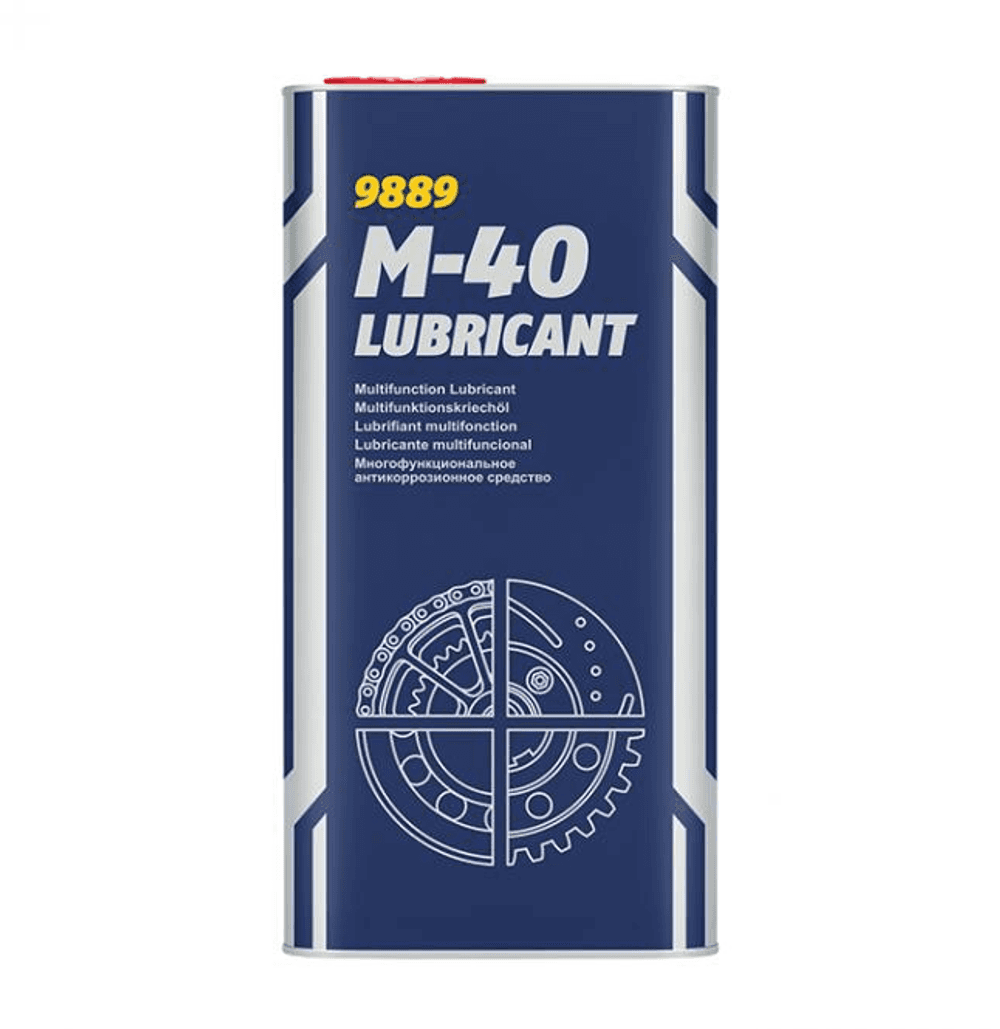 9889
M-40
LUBRICANT
Multifunction Lubricant
Multifunktionskriechöl
Lubrifiant multifonction
Lubricante multifuncional
Многофункциональное
антикоррозионное средство